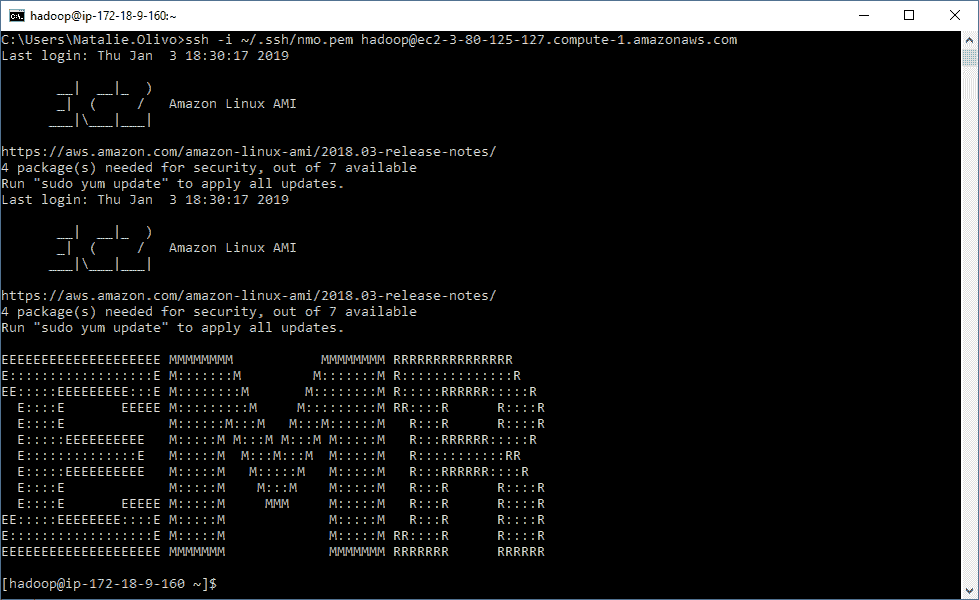 hadoop@ip-172-18-9-160:~
C:\Users\Natalie.Olivo>ssh -i ~/.ssh/nmo.pem hadoop@ec2-3-80-125-127.compute-1.amazonaws.com
Last login: Thu Jan  3 18:30:17 2019

       __|  __|_  )
       _|  (     /   Amazon Linux AMI
      ___|\___|___|

https://aws.amazon.com/amazon-linux-ami/2018.03-release-notes/
4 package(s) needed for security, out of 7 available
Run "sudo yum update" to apply all updates.
Last login: Thu Jan  3 18:30:17 2019

       __|  __|_  )
       _|  (     /   Amazon Linux AMI
      ___|\___|___|

https://aws.amazon.com/amazon-linux-ami/2018.03-release-notes/
4 package(s) needed for security, out of 7 available
Run "sudo yum update" to apply all updates.

EEEEEEEEEEEEEEEEEEEE MMMMMMMM           MMMMMMMM RRRRRRRRRRRRRRR
E::::::::::::::::::E M:::::::M         M:::::::M R::::::::::::::R
EE:::::EEEEEEEEE:::E M::::::::M       M::::::::M R:::::RRRRRR:::::R
  E::::E       EEEEE M:::::::::M     M:::::::::M RR::::R      R::::R
  E::::E             M::::::M:::M   M:::M::::::M   R:::R      R::::R
  E:::::EEEEEEEEEE   M:::::M M:::M M:::M M:::::M   R:::RRRRRR:::::R
  E::::::::::::::E   M:::::M  M:::M:::M  M:::::M   R:::::::::::RR
  E:::::EEEEEEEEEE   M:::::M   M:::::M   M:::::M   R:::RRRRRR::::R
  E::::E             M:::::M    M:::M    M:::::M   R:::R      R::::R
  E::::E       EEEEE M:::::M     MMM     M:::::M   R:::R      R::::R
EE:::::EEEEEEEE::::E M:::::M             M:::::M   R:::R      R::::R
E::::::::::::::::::E M:::::M             M:::::M RR::::R      R::::R
EEEEEEEEEEEEEEEEEEEE MMMMMMM             MMMMMMM RRRRRRR      RRRRRR

[hadoop@ip-172-18-9-160 ~]$